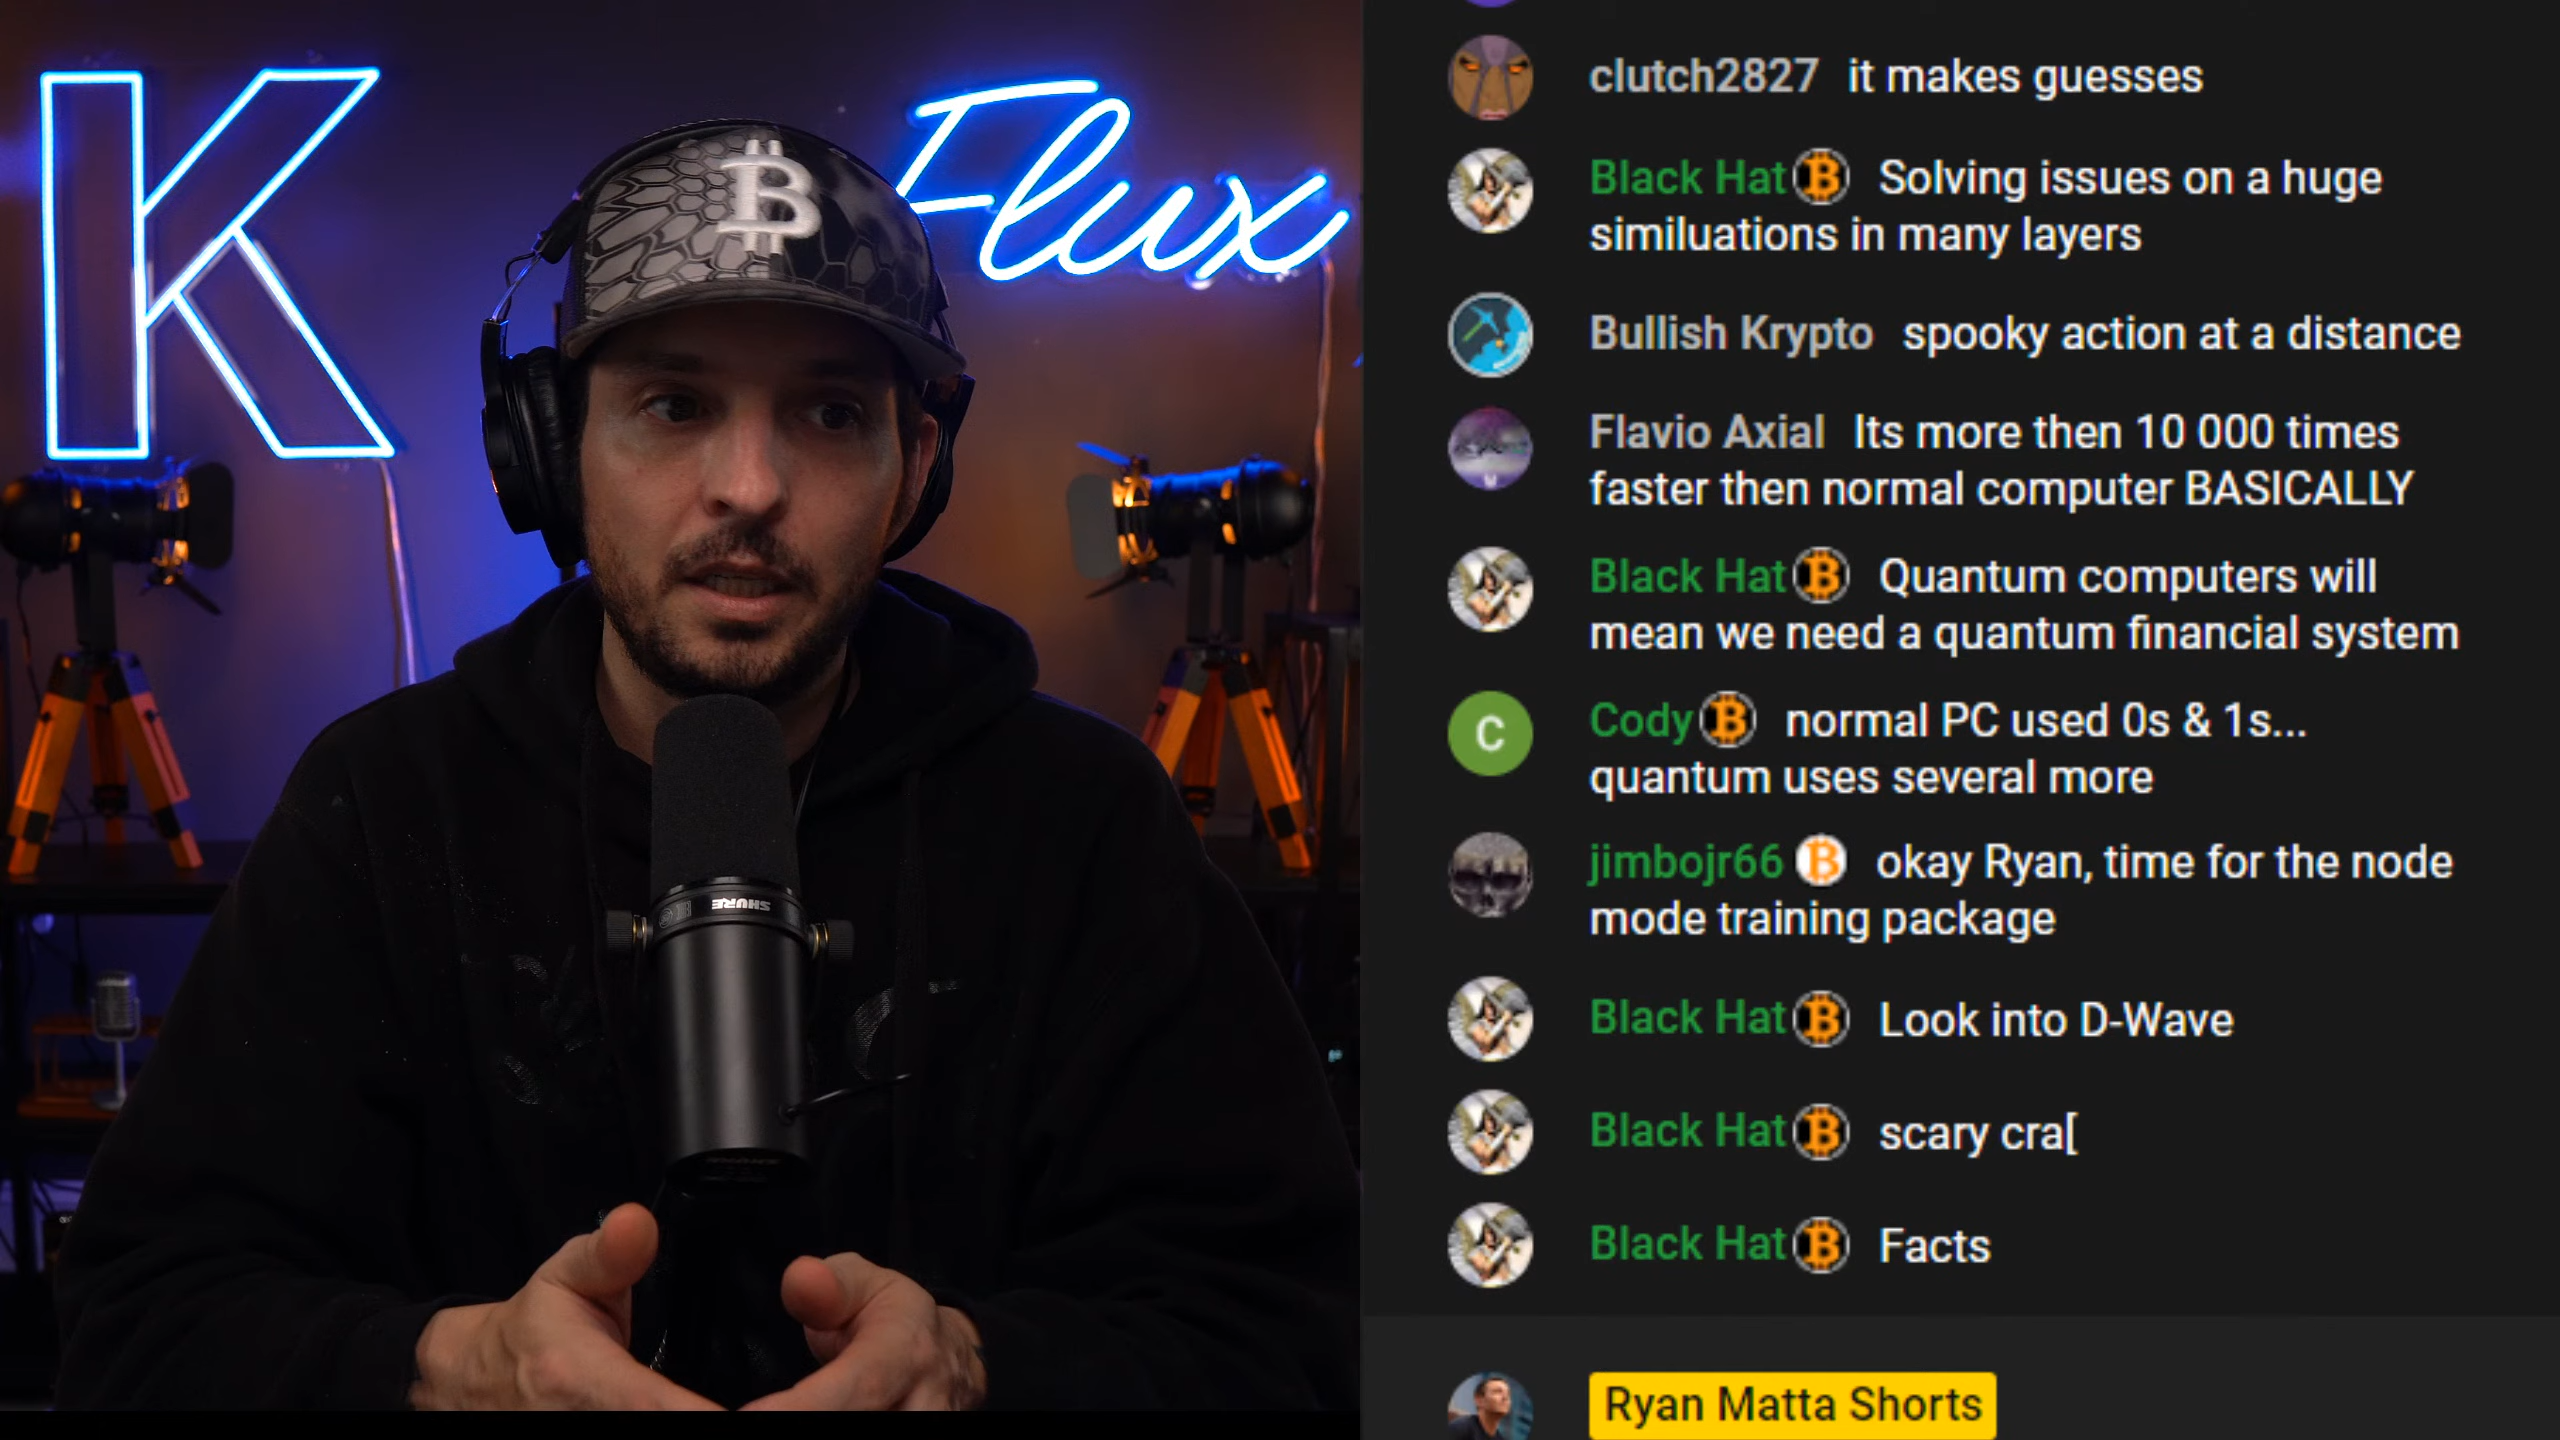 K Flux
B
SHURE
clutch2827 it makes guesses
Black Hat Solving issues on a huge
similuations in many layers
Bullish Krypto spooky action at a distance
Flavio Axial Its more then 10 000 times
faster then normal computer BASICALLY
Black Hat Quantum computers will
mean we need a quantum financial system
C Cody normal PC used 0s & 1s...
quantum uses several more
jimbojr66 okay Ryan, time for the node
mode training package
Black Hat Look into D-Wave
Black Hat scary cra[
Black Hat Facts
Ryan Matta Shorts